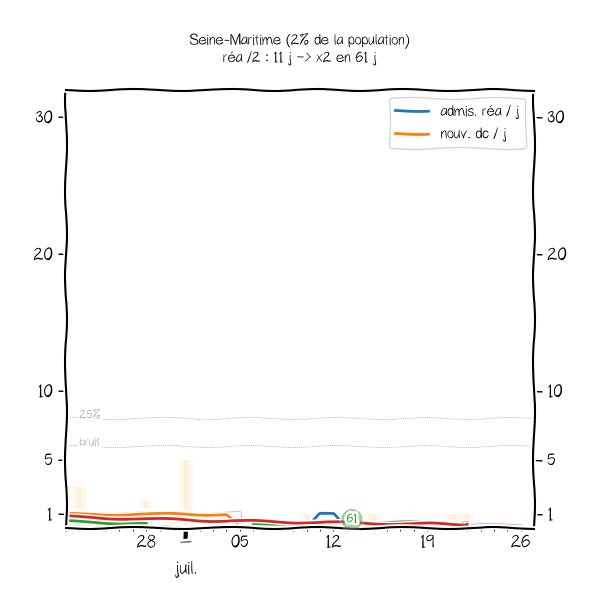 Seine-Maritime (2% de la population)
réa /2 : 11 j -> x2 en 61 j
admis. réa / j
nouv. dc / j
30 30
20 20
10 10
25%
bruit
5 5
1 61 1
28 1 05 12 19 26
juil.